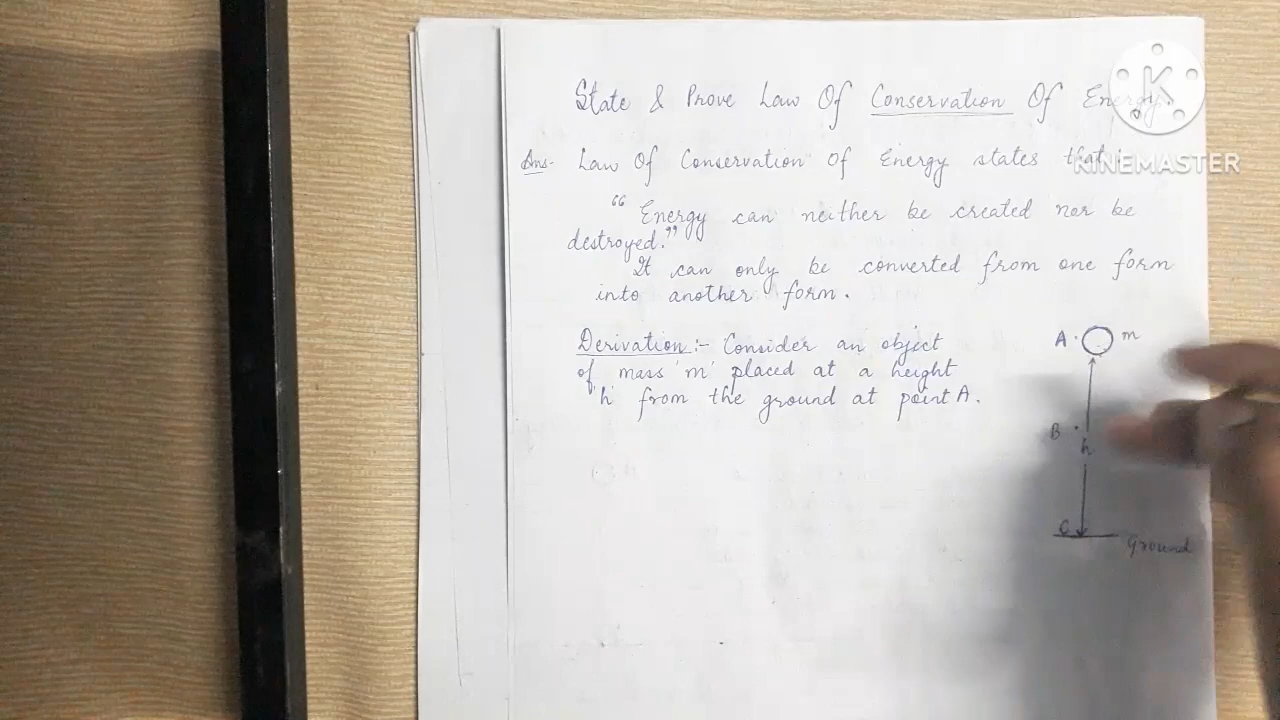 State & Prove Law Of Conservation Of Energy.
Ans- Law Of Conservation Of Energy states that :
“ Energy can neither be created nor be
destroyed.”
It can only be converted from one form
into another form.
Derivation :- Consider an object
of mass 'm' placed at a height
'h' from the ground at point A.
A m
B
h
C
Ground
K
KINEMASTER